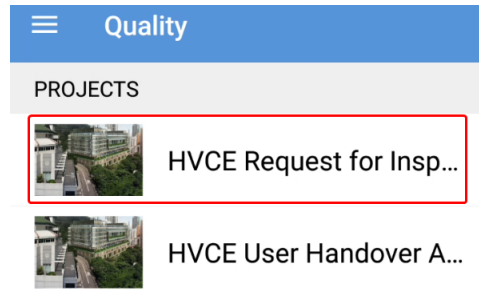 Quality
PROJECTS
HVCE Request for Insp...
HVCE User Handover A...